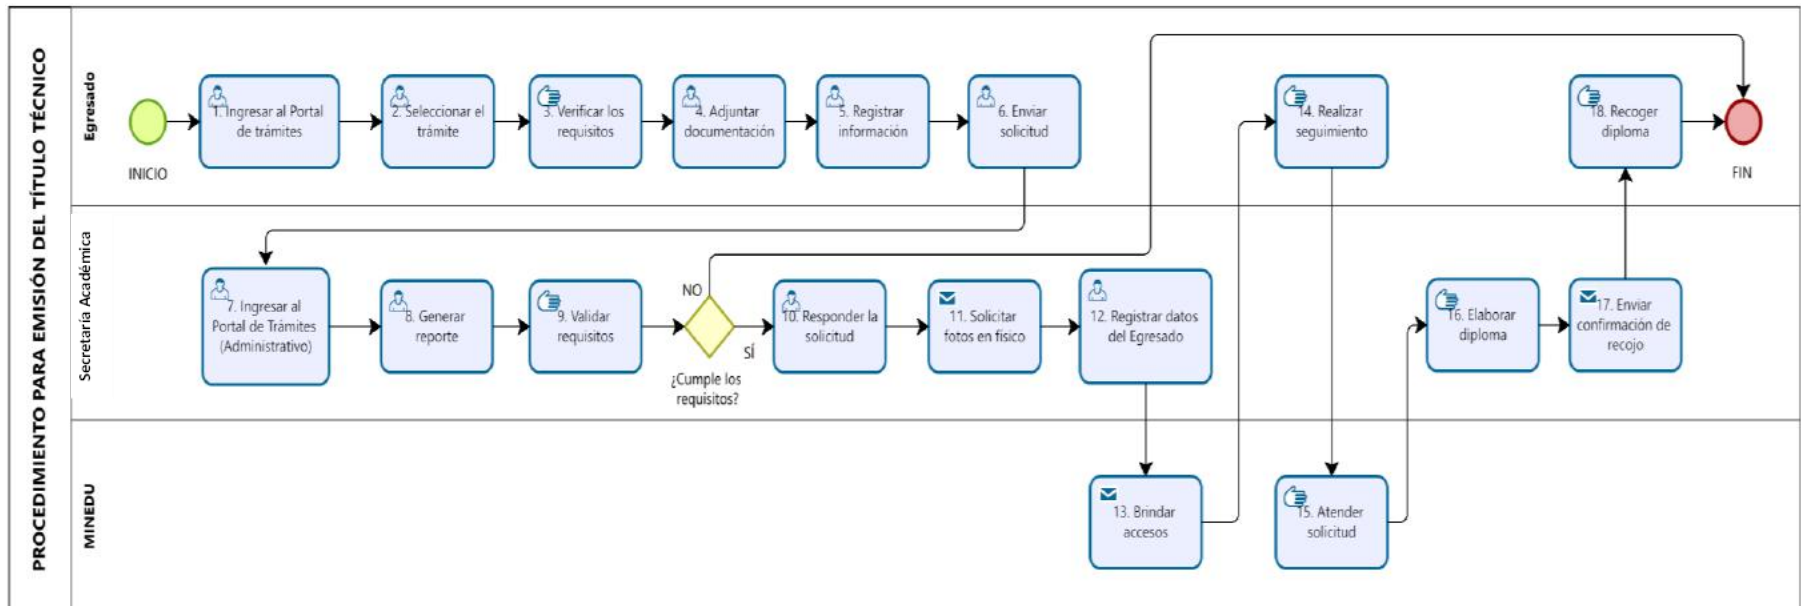 PROCEDIMIENTO PARA EMISIÓN DEL TÍTULO TÉCNICO
Egresado
INICIO
1. Ingresar al Portal
de trámites
2. Seleccionar el
trámite
3. Verificar los
requisitos
4. Adjuntar
documentación
5. Registrar
información
6. Enviar
solicitud
14. Realizar
seguimiento
18. Recoger
diploma
FIN
Secretaría Académica
7. Ingresar al
Portal de Trámites
(Administrativo)
8. Generar
reporte
9. Validar
requisitos
NO
SÍ
¿Cumple los
requisitos?
10. Responder la
solicitud
11. Solicitar
fotos en físico
12. Registrar datos
del Egresado
16. Elaborar
diploma
17. Enviar
confirmación de
recojo
MINEDU
13. Brindar
accesos
15. Atender
solicitud